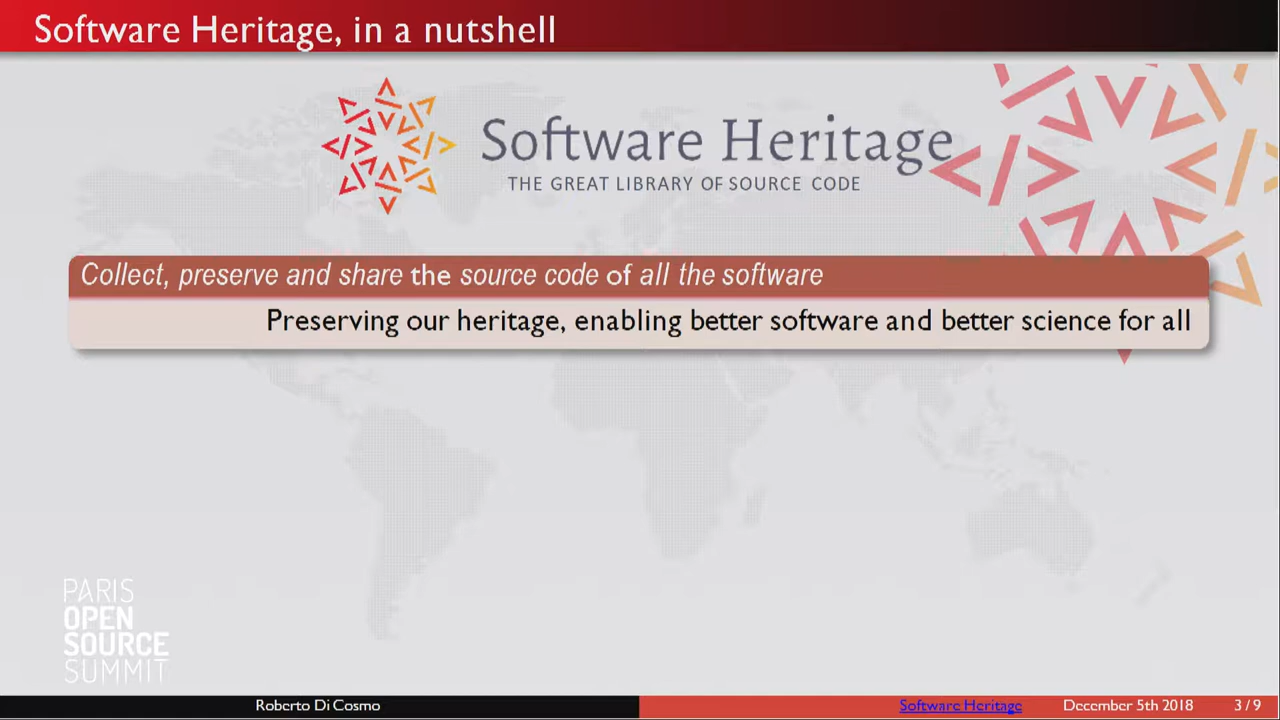 Software Heritage, in a nutshell
Software Heritage
THE GREAT LIBRARY OF SOURCE CODE
Collect, preserve and share the source code of all the software
Preserving our heritage, enabling better software and better science for all
PARIS
OPEN
SOURCE
SUMMIT
Roberto Di Cosmo
Software Heritage
December 5th 2018
3 / 9